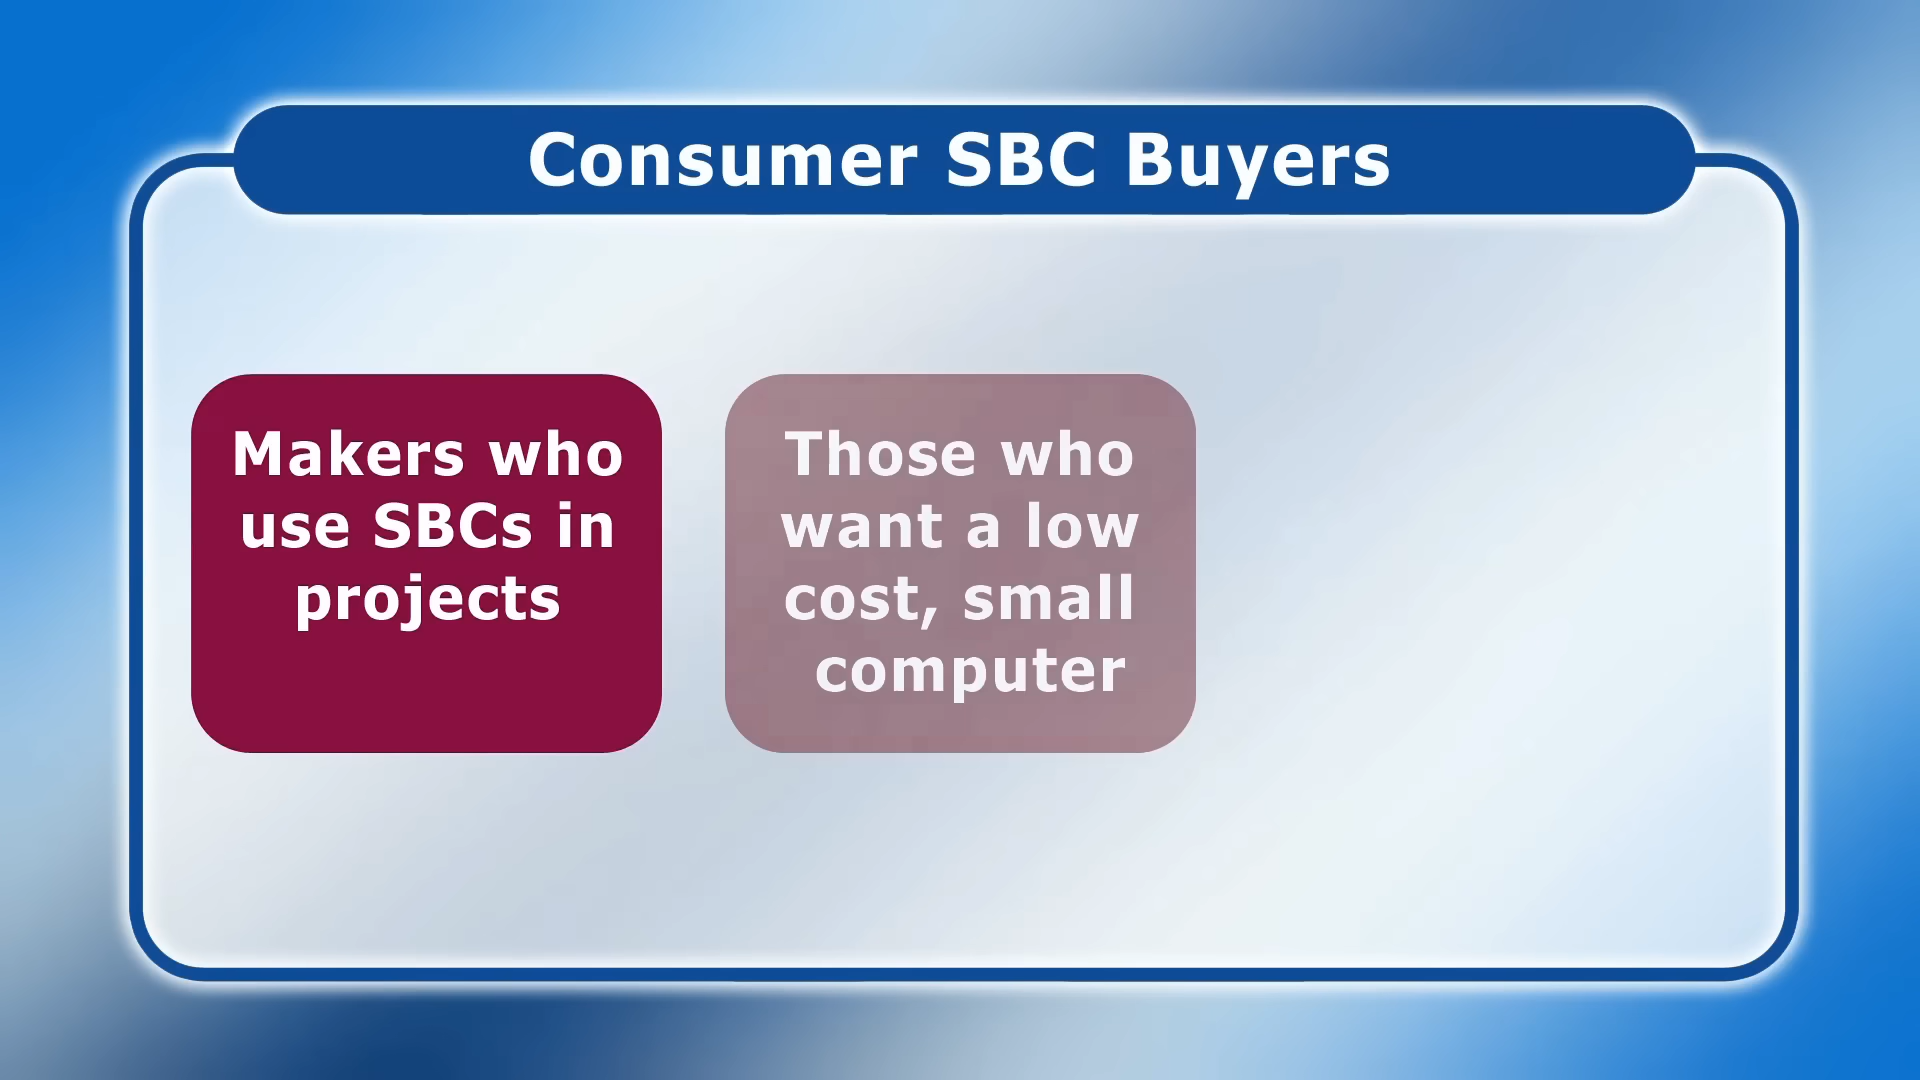 Consumer SBC Buyers
Makers who
use SBCs in
projects
Those who
want a low
cost, small
computer